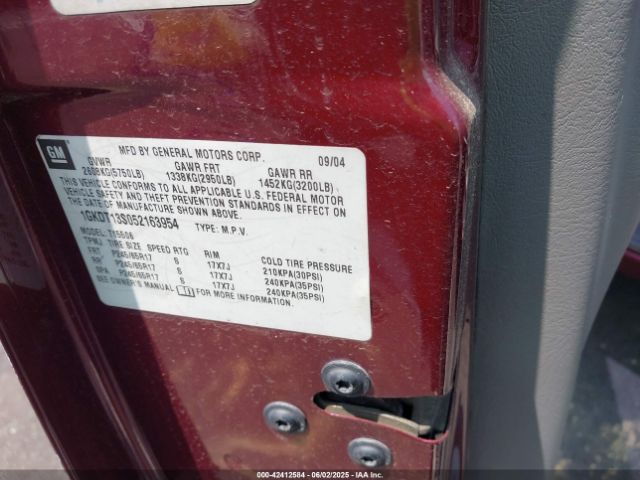 GM
MFD BY GENERAL MOTORS CORP. 09/04
GVWR GAWR FRT GAWR RR
2608KG(5750LB) 1338KG(2950LB) 1452KG(3200LB)
THIS VEHICLE CONFORMS TO ALL APPLICABLE U.S. FEDERAL MOTOR
VEHICLE SAFETY AND THEFT PREVENTION STANDARDS IN EFFECT ON
THE DATE OF MANUFACTURE SHOWN ABOVE.
1GKDT13S052163954 TYPE: M.P.V.
MODEL: T15506
TPMJ TIRE SIZE SPEED RTG RIM COLD TIRE PRESSURE
FRT P245/65R17 S 17X7J 210KPA(30PSI)
RR P245/65R17 S 17X7J 240KPA(35PSI)
SPA P245/65R17 S 17X7J 240KPA(35PSI)
SEE OWNER'S MANUAL FOR MORE INFORMATION.
000-42412584 | 06/02/2025 - IAAI.COM